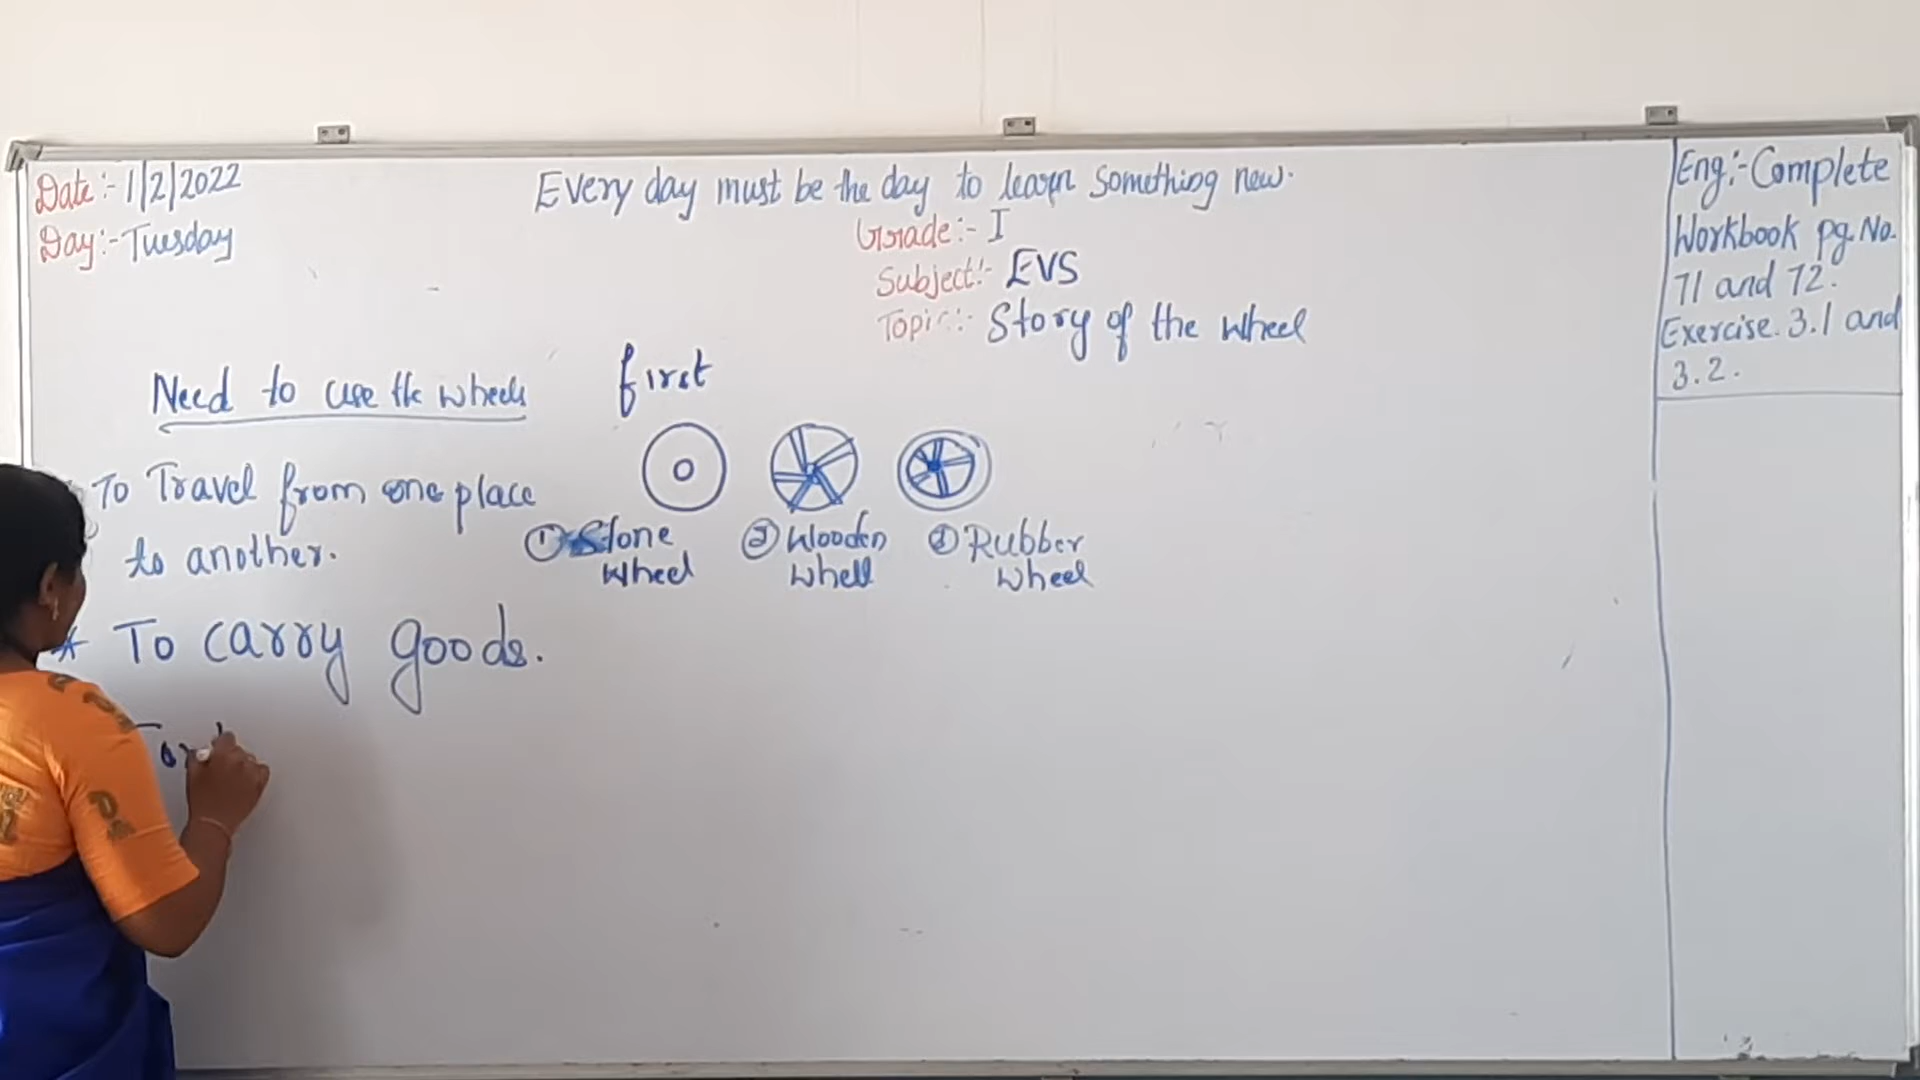 Date:- 1/2/2022
Day:- Tuesday
Every day must be the day to learn something new.
Grade:- I
Subject:- EVS
Topic:- Story of the wheel
Need to use the wheels
To Travel from one place
to another.
* To carry goods.
first
① Stone
Wheel
② Wooden
Whell
③ Rubber
Wheel
Eng:- Complete
Workbook pg.No.
71 and 72.
Exercise. 3.1 and
3.2.